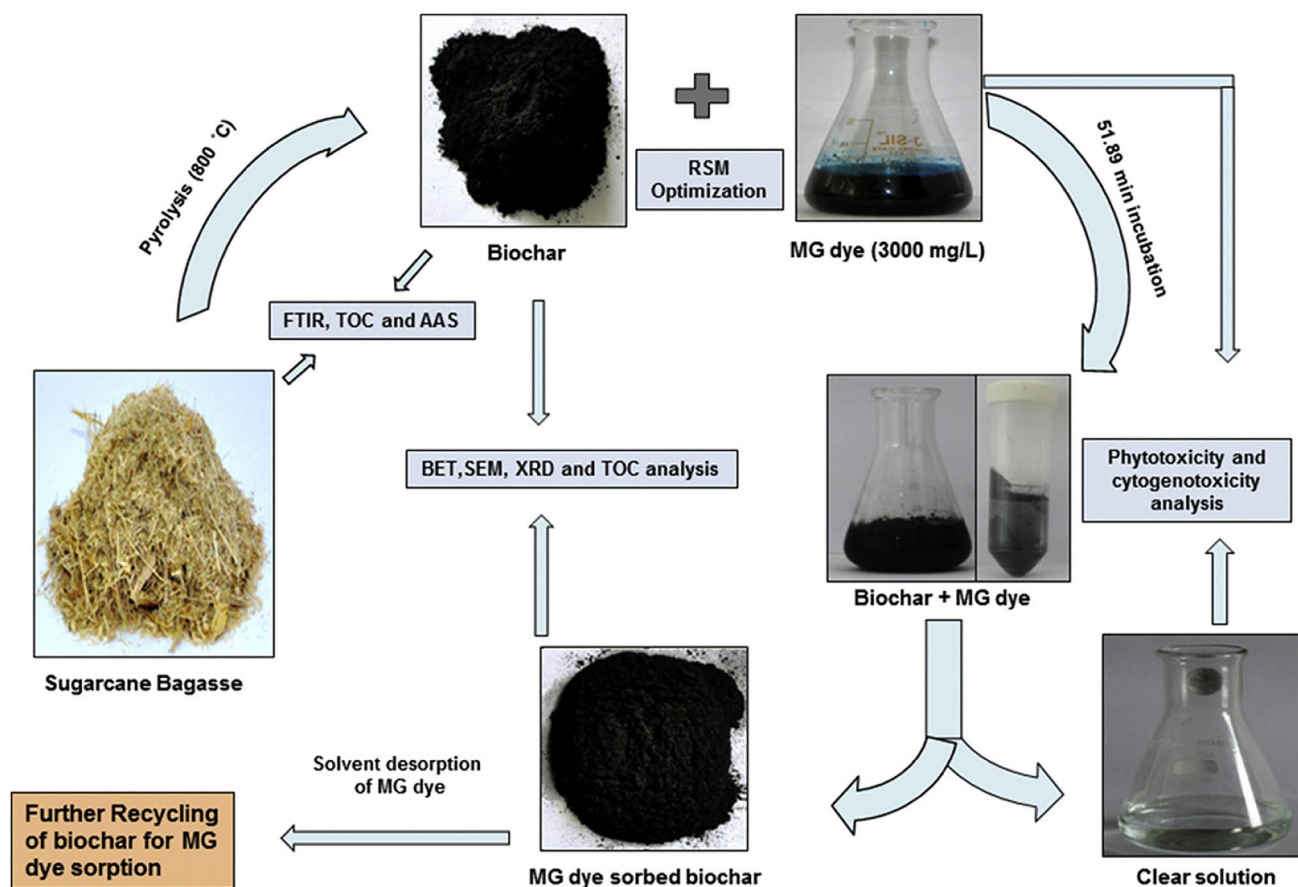 Pyrolysis (800 °C)
RSM
Optimization
J-SIL
Biochar
MG dye (3000 mg/L)
51.89 min incubation
FTIR, TOC and AAS
BET,SEM, XRD and TOC analysis
Phytotoxicity and
cytogenotoxicity
analysis
Biochar + MG dye
Sugarcane Bagasse
Solvent desorption
of MG dye
Further Recycling
of biochar for MG
dye sorption
MG dye sorbed biochar
Clear solution